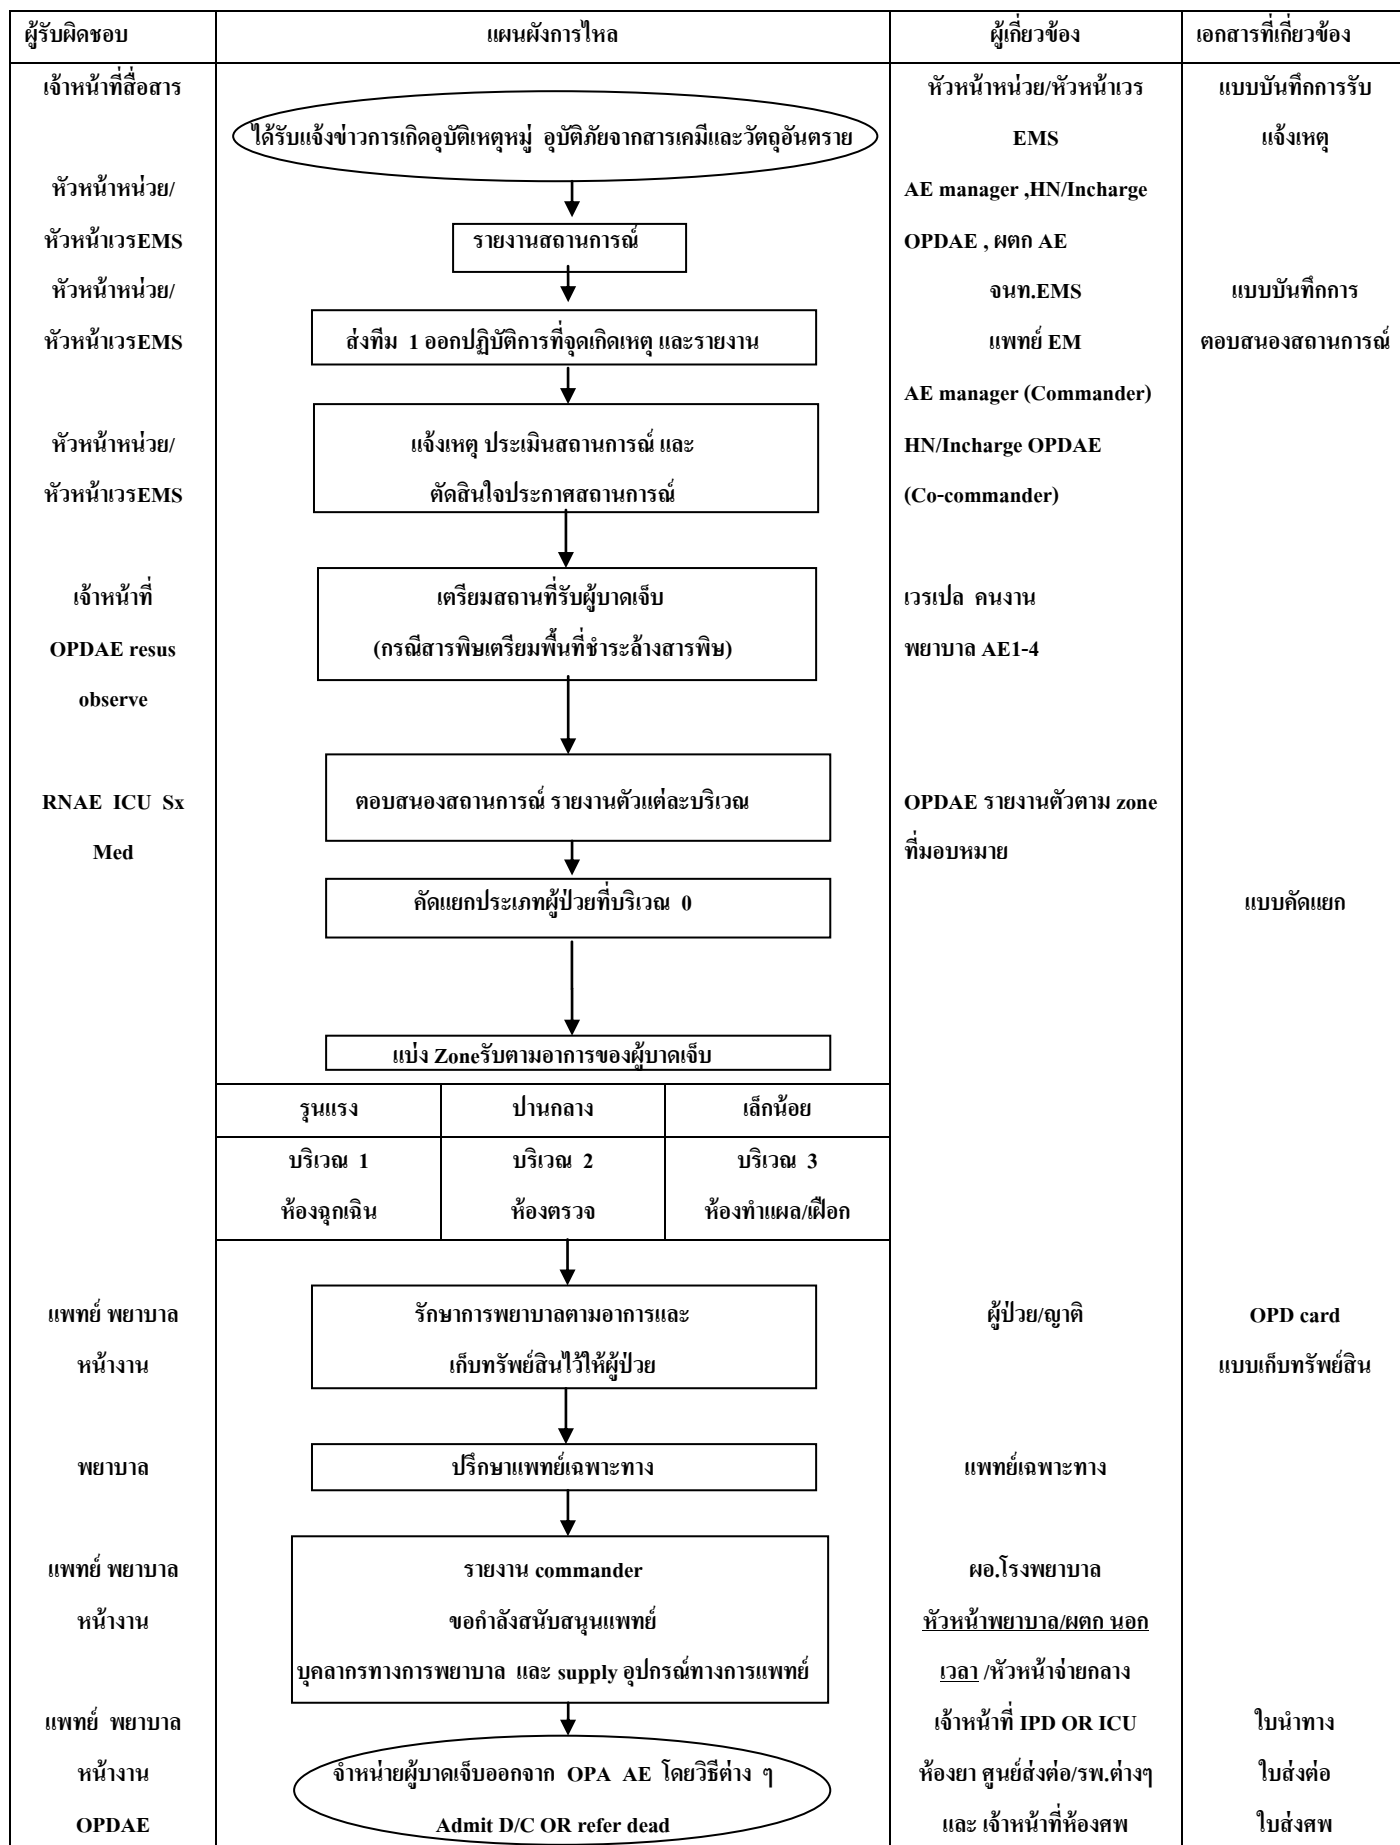 ผู้รับผิดชอบ แผนผังการไหล ผู้เกี่ยวข้อง เอกสารที่เกี่ยวข้อง
เจ้าหน้าที่สื่อสาร หัวหน้าหน่วย/หัวหน้าเวร แบบบันทึกการรับ
ได้รับแจ้งข่าวการเกิดอุบัติเหตุหมู่ อุบัติภัยจากสารเคมีและวัตถุอันตราย EMS แจ้งเหตุ
หัวหน้าหน่วย/ AE manager ,HN/Incharge
หัวหน้าเวรEMS รายงานสถานการณ์ OPDAE , ผตก AE
หัวหน้าหน่วย/ จนท.EMS แบบบันทึกการ
หัวหน้าเวรEMS ส่งทีม 1 ออกปฏิบัติการที่จุดเกิดเหตุ และรายงาน แพทย์ EM ตอบสนองสถานการณ์
AE manager (Commander)
หัวหน้าหน่วย/ แจ้งเหตุ ประเมินสถานการณ์ และ HN/Incharge OPDAE
หัวหน้าเวรEMS ตัดสินใจประกาศสถานการณ์ (Co-commander)
เจ้าหน้าที่ เตรียมสถานที่รับผู้บาดเจ็บ เวรเปล คนงาน
OPDAE resus (กรณีสารพิษเตรียมพื้นที่ชำระล้างสารพิษ) พยาบาล AE1-4
observe
RNAE ICU Sx ตอบสนองสถานการณ์ รายงานตัวแต่ละบริเวณ OPDAE รายงานตัวตาม zone
Med ที่มอบหมาย
คัดแยกประเภทผู้ป่วยที่บริเวณ 0 แบบคัดแยก
แบ่ง Zoneรับตามอาการของผู้บาดเจ็บ
รุนแรง ปานกลาง เล็กน้อย
บริเวณ 1 บริเวณ 2 บริเวณ 3
ห้องฉุกเฉิน ห้องตรวจ ห้องทำแผล/เฝือก
แพทย์ พยาบาล รักษาการพยาบาลตามอาการและ ผู้ป่วย/ญาติ OPD card
หน้างาน เก็บทรัพย์สินไว้ให้ผู้ป่วย แบบเก็บทรัพย์สิน
พยาบาล ปรึกษาแพทย์เฉพาะทาง แพทย์เฉพาะทาง
แพทย์ พยาบาล รายงาน commander ผอ.โรงพยาบาล
หน้างาน ขอกำลังสนับสนุนแพทย์ หัวหน้าพยาบาล/ผตก นอก
บุคลากรทางการพยาบาล และ supply อุปกรณ์ทางการแพทย์ เวลา /หัวหน้าจ่ายกลาง
แพทย์ พยาบาล เจ้าหน้าที่ IPD OR ICU ใบนำทาง
หน้างาน จำหน่ายผู้บาดเจ็บออกจาก OPA AE โดยวิธีต่าง ๆ ห้องยา ศูนย์ส่งต่อ/รพ.ต่างๆ ใบส่งต่อ
OPDAE Admit D/C OR refer dead และ เจ้าหน้าที่ห้องศพ ใบส่งศพ